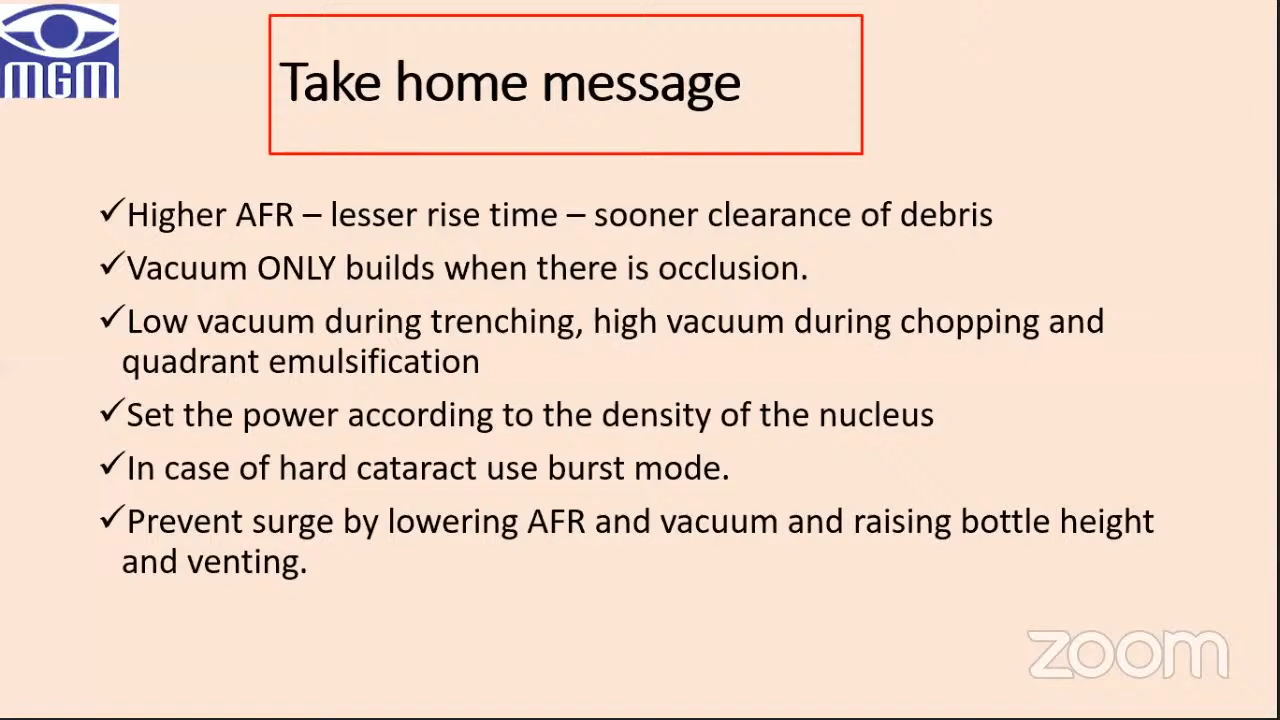 MGM
Take home message
✓Higher AFR – lesser rise time – sooner clearance of debris
✓Vacuum ONLY builds when there is occlusion.
✓Low vacuum during trenching, high vacuum during chopping and
quadrant emulsification
✓Set the power according to the density of the nucleus
✓In case of hard cataract use burst mode.
✓Prevent surge by lowering AFR and vacuum and raising bottle height
and venting.
zoom